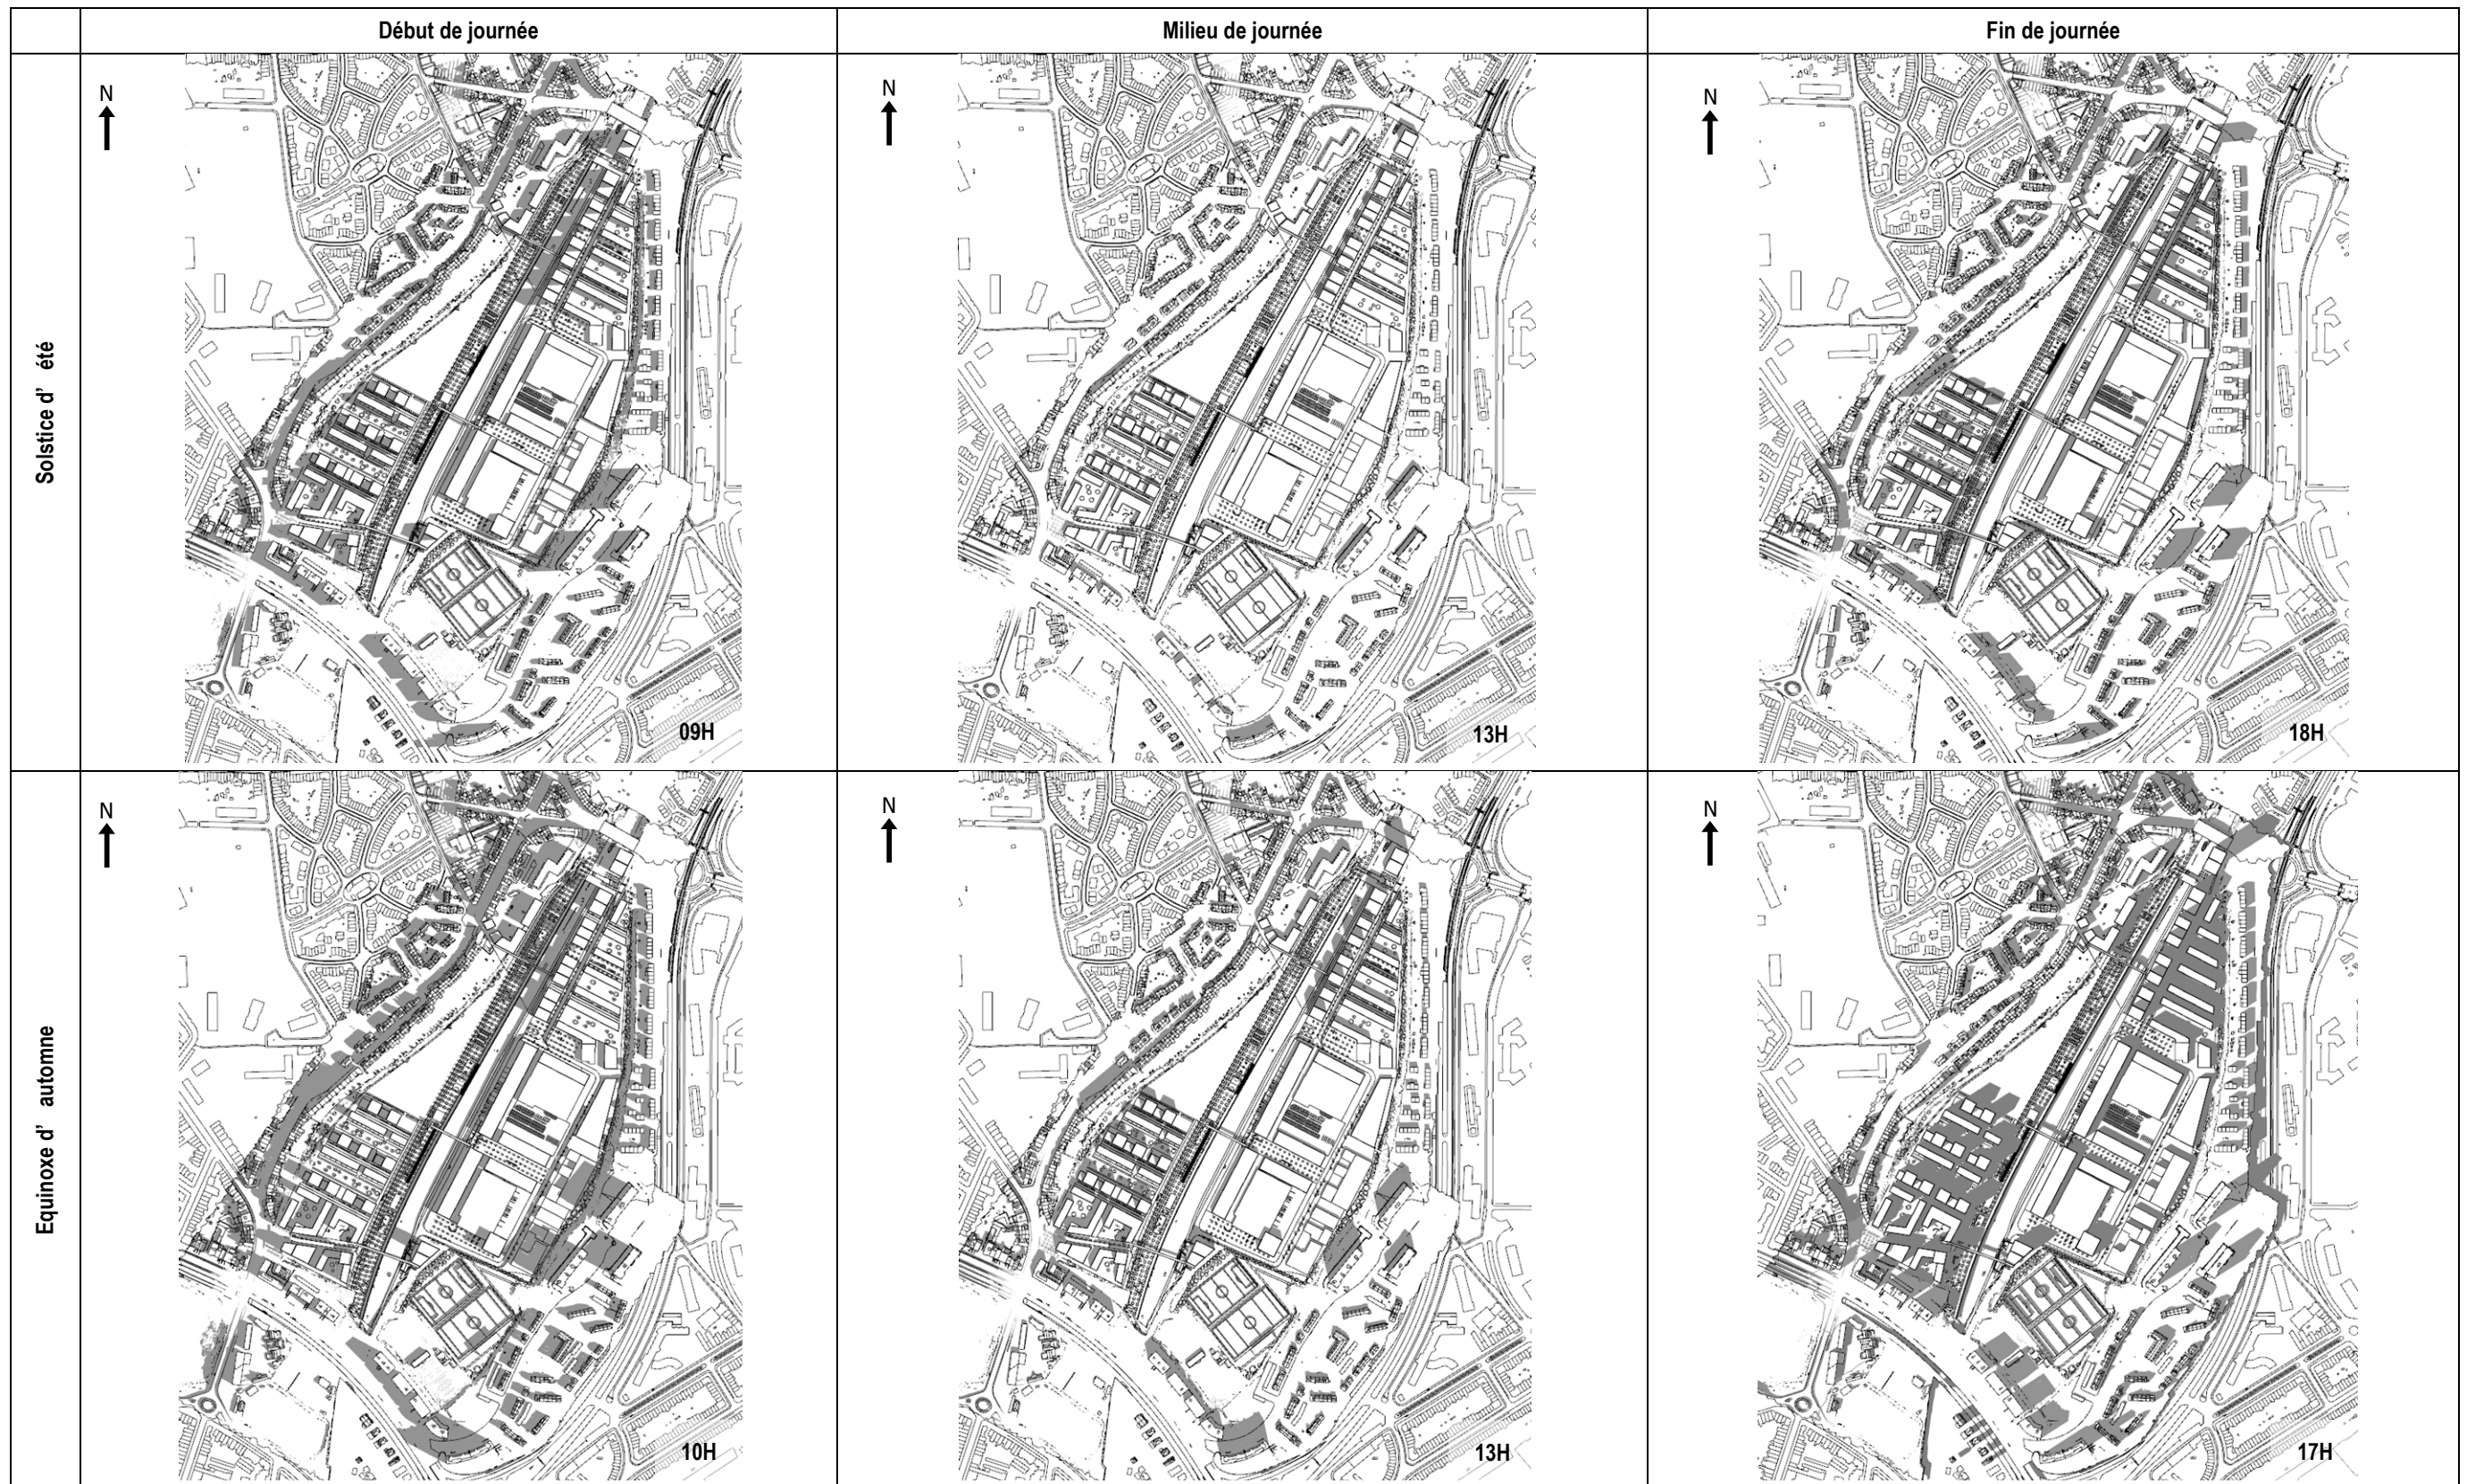 Début de journée
Milieu de journée
Fin de journée
Solstice d’ été
N
09H
N
13H
N
18H
Equinoxe d’ automne
N
10H
N
13H
N
17H